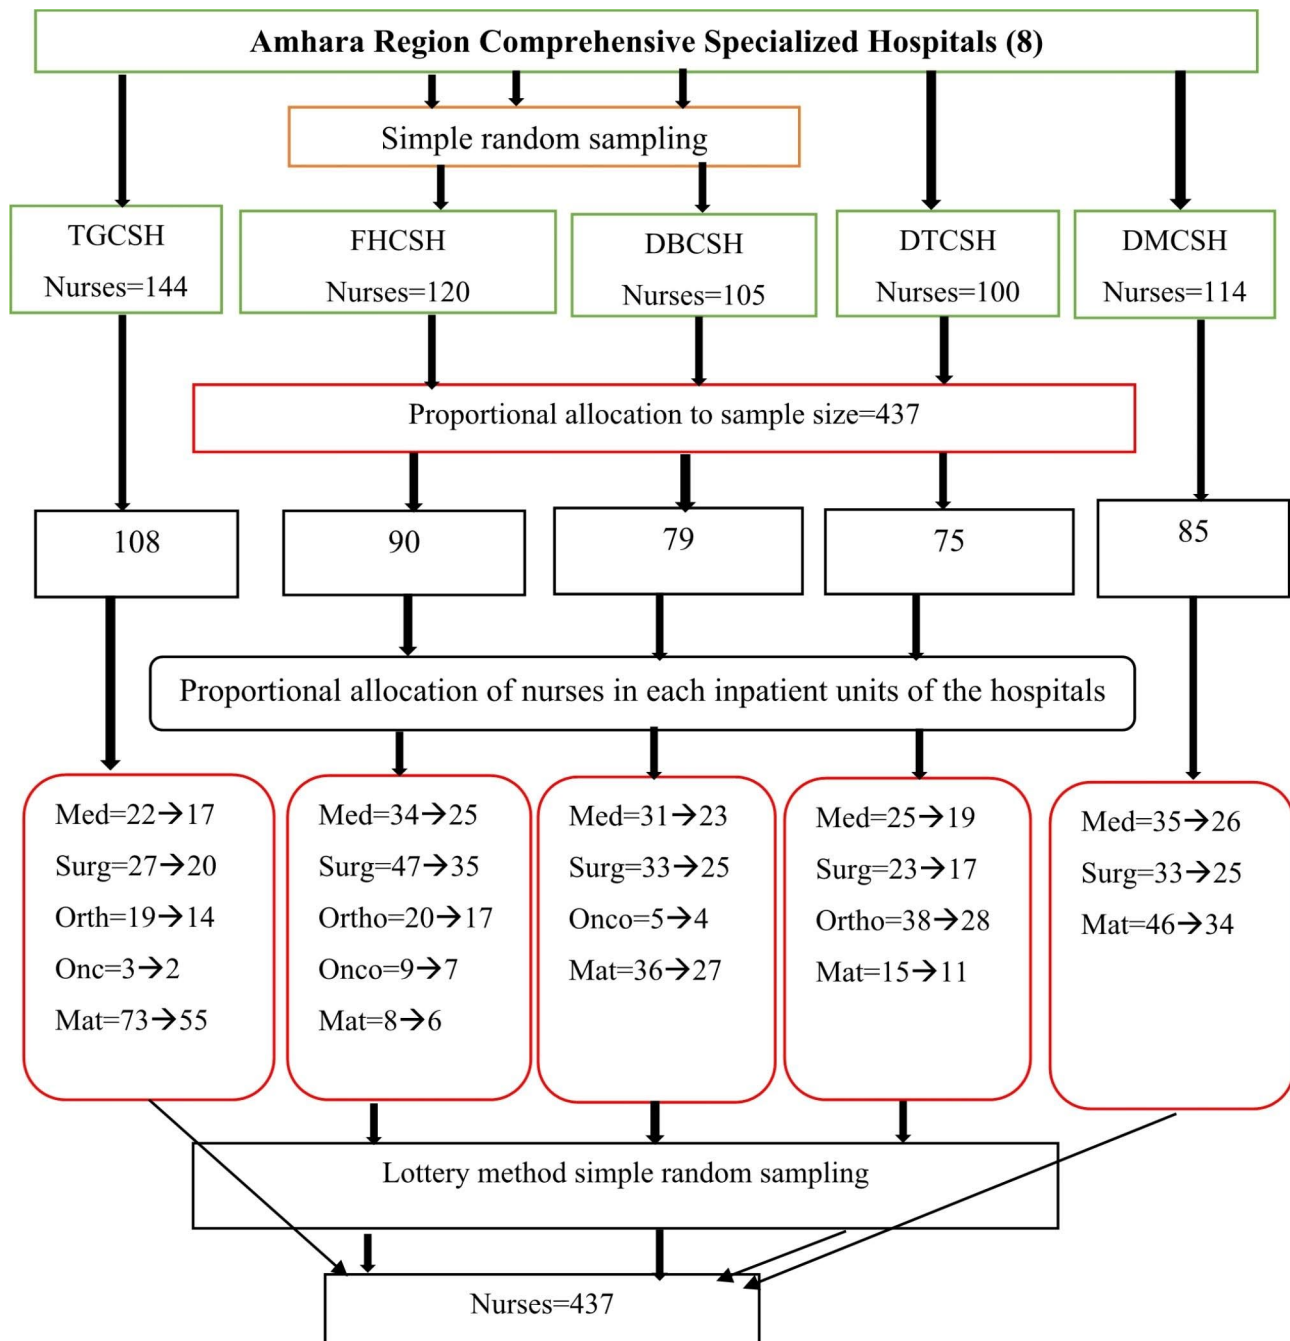 Amhara Region Comprehensive Specialized Hospitals (8)
Simple random sampling
TGCSH
Nurses=144
FHCSH
Nurses=120
DBCSH
Nurses=105
DTCSH
Nurses=100
DMCSH
Nurses=114
Proportional allocation to sample size=437
108
90
79
75
85
Proportional allocation of nurses in each inpatient units of the hospitals
Med=22→17
Surg=27→20
Orth=19→14
Onc=3→2
Mat=73→55
Med=34→25
Surg=47→35
Ortho=20→17
Onco=9→7
Mat=8→6
Med=31→23
Surg=33→25
Onco=5→4
Mat=36→27
Med=25→19
Surg=23→17
Ortho=38→28
Mat=15→11
Med=35→26
Surg=33→25
Mat=46→34
Lottery method simple random sampling
Nurses=437